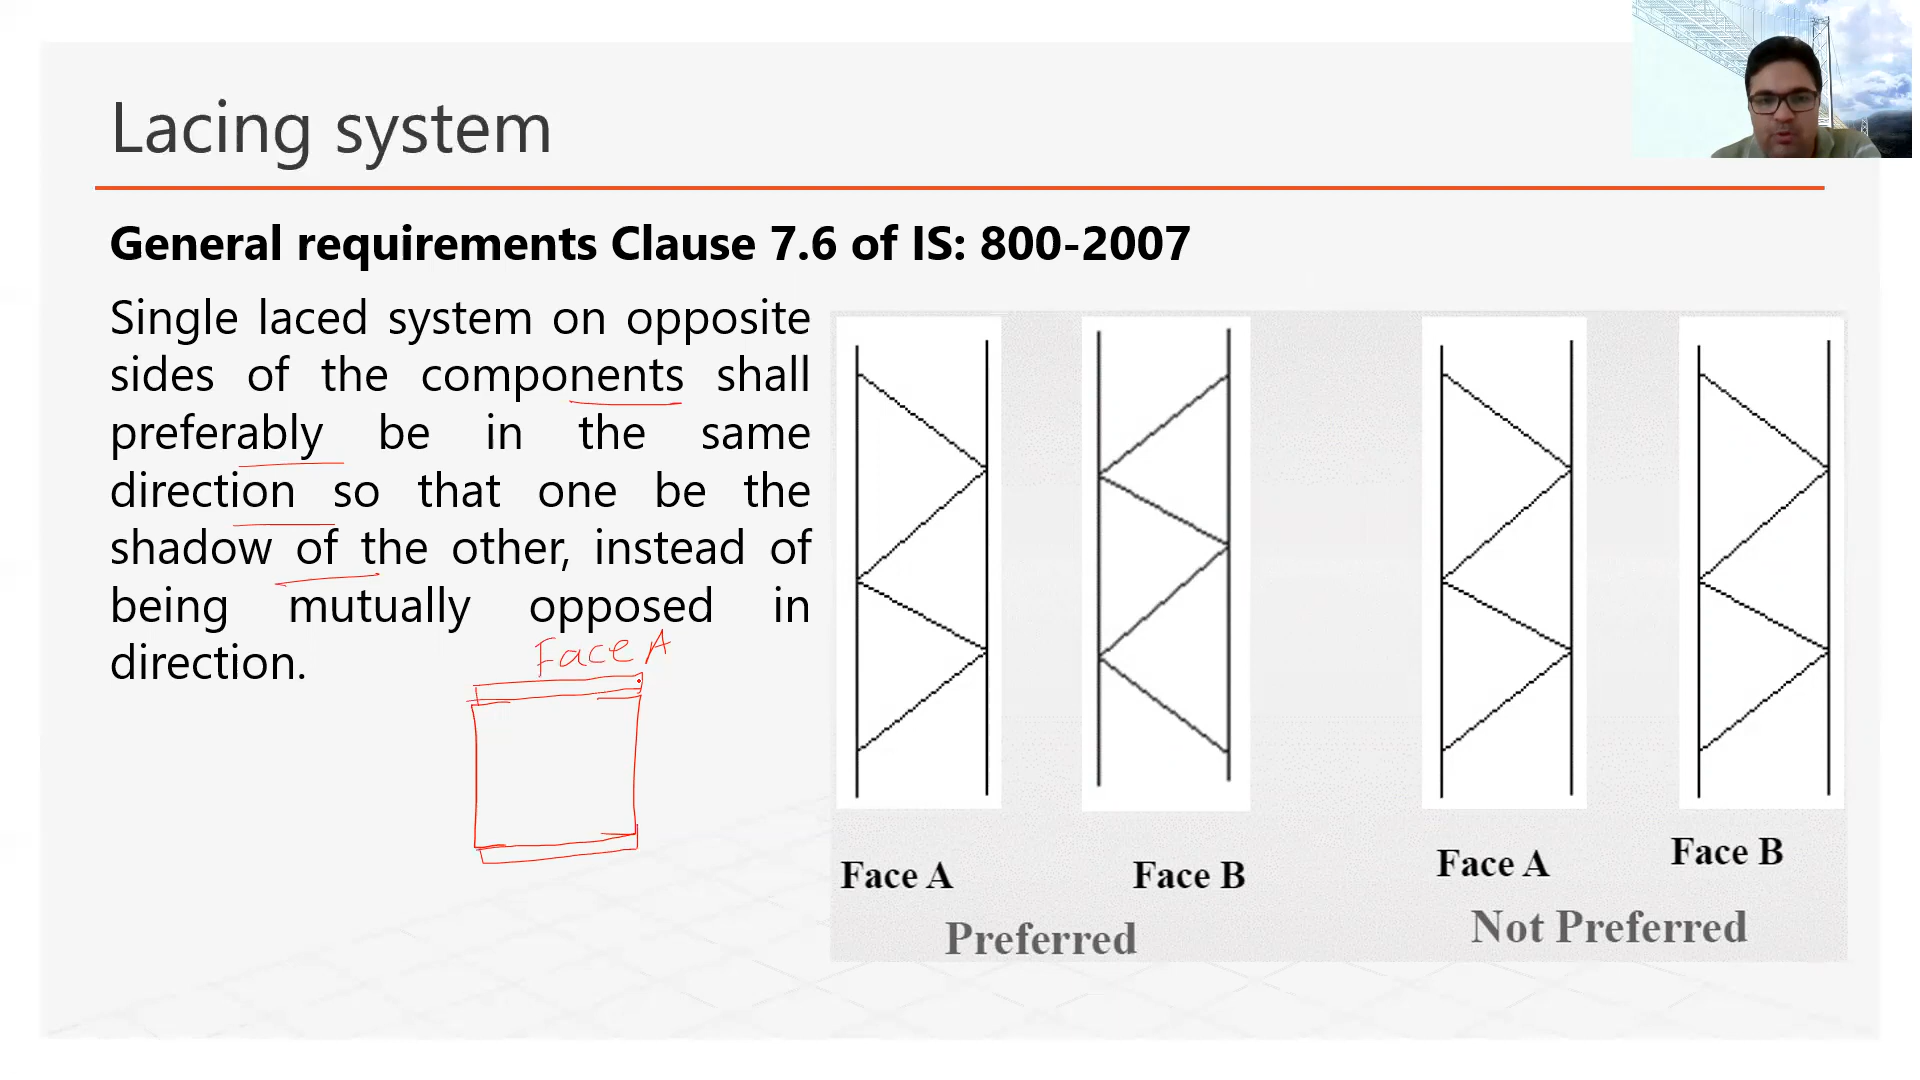 Lacing system
General requirements Clause 7.6 of IS: 800-2007
Single laced system on opposite
sides of the components shall
preferably be in the same
direction so that one be the
shadow of the other, instead of
being mutually opposed in
direction.
Face A
Face A
Face B
Face A
Face B
Preferred
Not Preferred